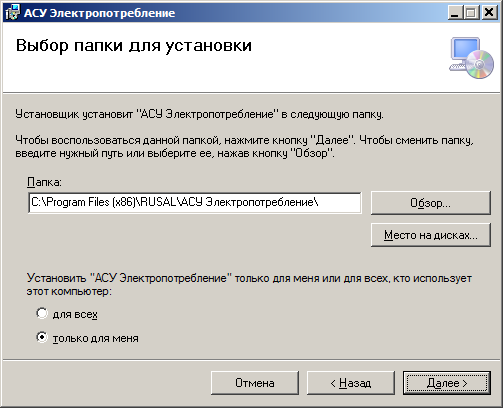 АСУ Электропотребление
Выбор папки для установки
Установщик установит "АСУ Электропотребление" в следующую папку.
Чтобы воспользоваться данной папкой, нажмите кнопку "Далее". Чтобы сменить папку,
введите нужный путь или выберите ее, нажав кнопку "Обзор".
Папка:
C:\Program Files (x86)\RUSAL\АСУ Электропотребление\
Обзор...
Место на дисках...
Установить "АСУ Электропотребление" только для меня или для всех, кто использует
этот компьютер:
для всех
только для меня
Отмена
< Назад
Далее >